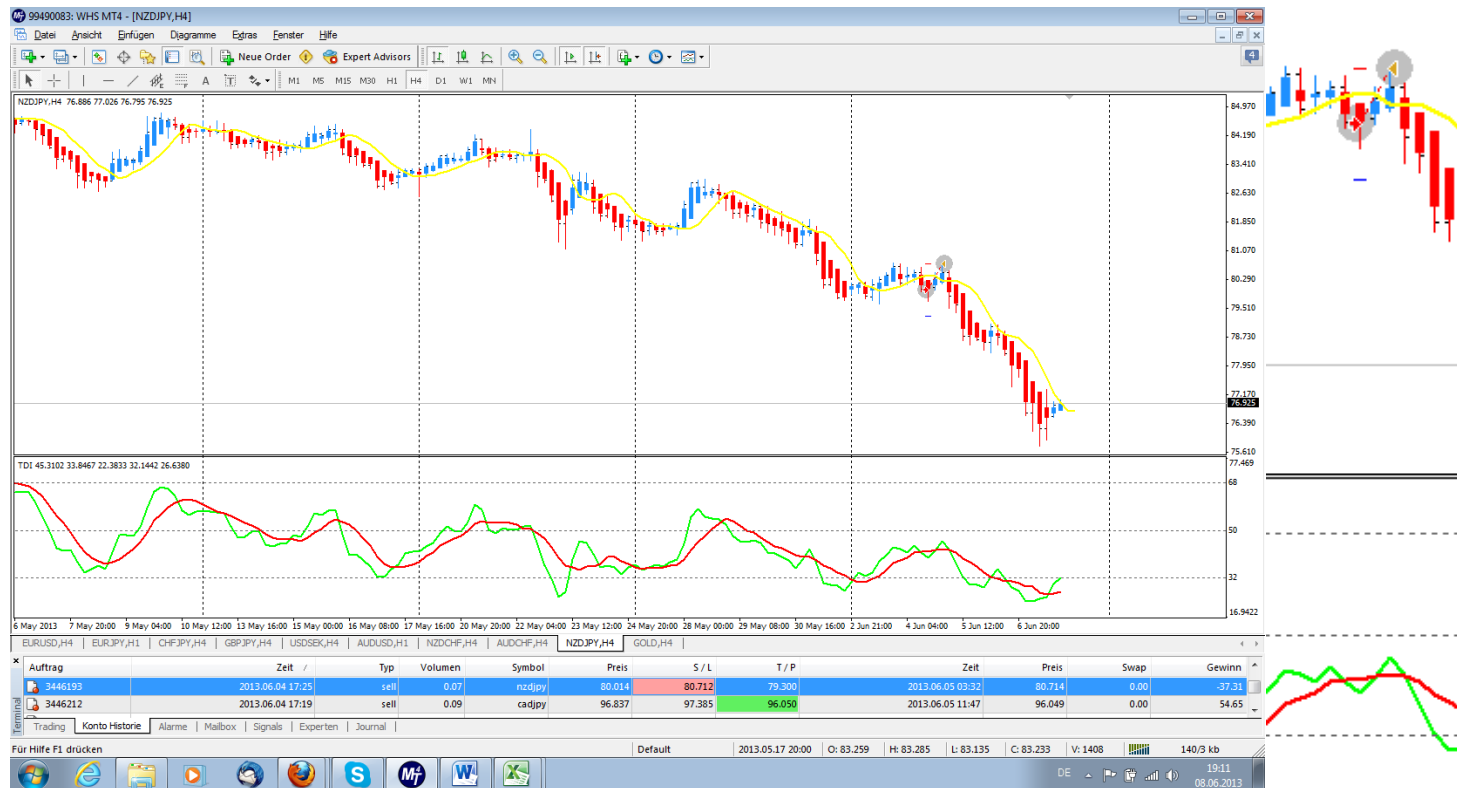 99490083: WHS MT4 - [NZDJPY,H4]
Datei Ansicht Einfügen Diagramme Extras Fenster Hilfe
Neue Order Expert Advisors 4
A T M1 M5 M15 M30 H1 H4 D1 W1 MN
NZDJPY,H4 76.886 77.026 76.795 76.925
84.970
84.190
83.410
82.630
81.850
81.070
80.290
79.510
78.730
77.950
77.170
76.925
76.390
75.610
TDI 45.3102 33.8467 22.3833 32.1442 26.6380
77.469
68
50
32
16.9422
6 May 2013 7 May 20:00 9 May 04:00 10 May 12:00 13 May 16:00 15 May 00:00 16 May 08:00 17 May 16:00 20 May 20:00 22 May 04:00 23 May 12:00 24 May 20:00 28 May 00:00 29 May 08:00 30 May 16:00 2 Jun 21:00 4 Jun 04:00 5 Jun 12:00 6 Jun 20:00
EURUSD,H4 EURJPY,H1 CHFJPY,H4 GBPJPY,H4 USDSEK,H4 AUDUSD,H1 NZDCHF,H4 AUDCHF,H4 NZDJPY,H4 GOLD,H4
Auftrag Zeit / Typ Volumen Symbol Preis S / L T / P Zeit Preis Swap Gewinn
3446193 2013.06.04 17:25 sell 0.07 nzdjpy 80.014 80.712 79.300 2013.06.05 03:32 80.714 0.00 -37.31
3446212 2013.06.04 17:19 sell 0.09 cadjpy 96.837 97.385 96.050 2013.06.05 11:47 96.049 0.00 54.65
Terminal
Trading Konto Historie Alarme Mailbox Signals Experten Journal
Für Hilfe F1 drücken Default 2013.05.17 20:00 O: 83.259 H: 83.285 L: 83.135 C: 83.233 V: 1408 140/3 kb
DE 19:11
08.06.2013